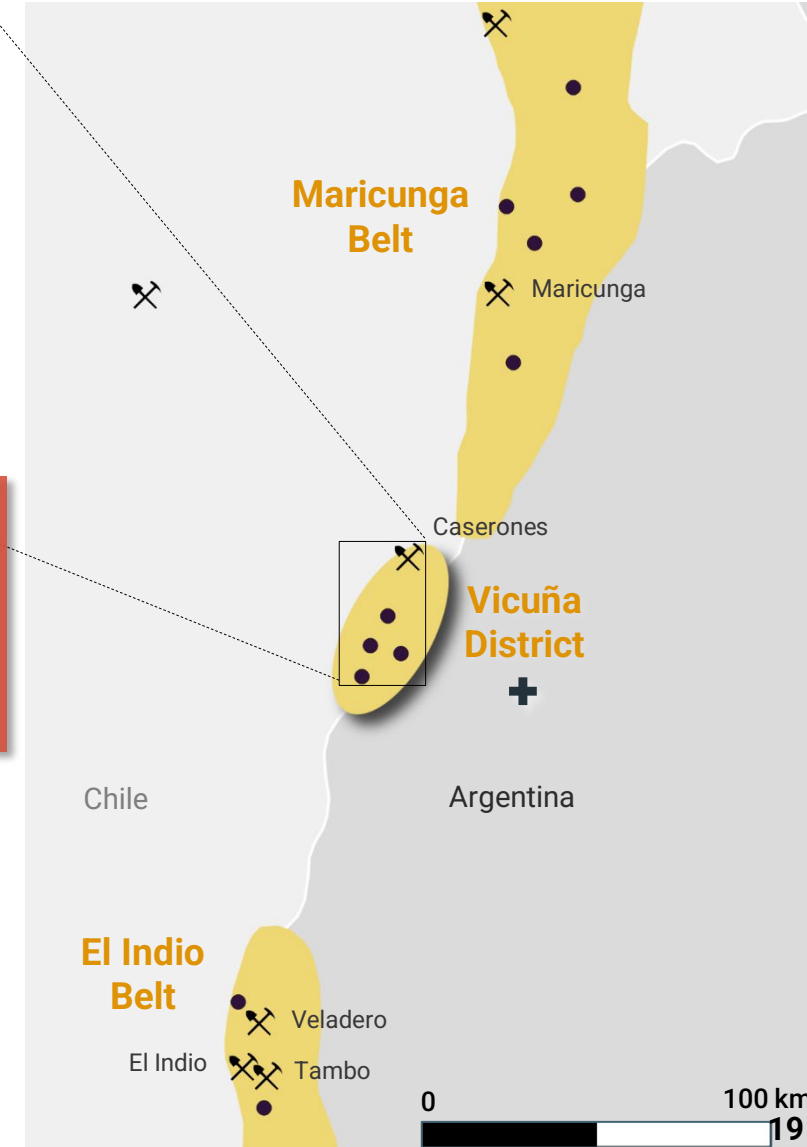 Maricunga
Belt
Maricunga
Caserones
Vicuña
District
Chile
Argentina
El Indio
Belt
Veladero
El Indio
Tambo
0
100 km
19